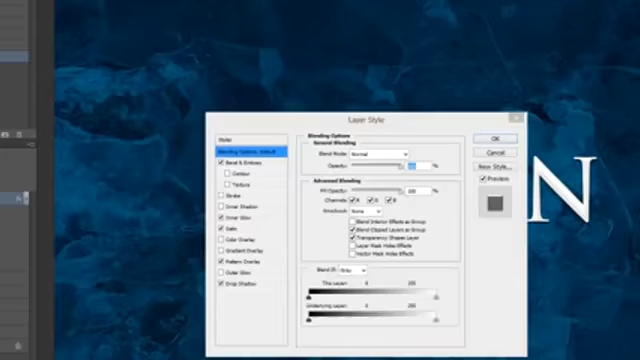 Layer Style
Styles
Blending Options: Default
Bevel & Emboss
Contour
Texture
Stroke
Inner Shadow
Inner Glow
Satin
Color Overlay
Gradient Overlay
Pattern Overlay
Outer Glow
Drop Shadow
Blending Options
General Blending
Blend Mode: Normal
Opacity: %
Advanced Blending
Fill Opacity: 100 %
Channels: R G B
Knockout: None
Blend Interior Effects as Group
Blend Clipped Layers as Group
Transparency Shapes Layer
Layer Mask Hides Effects
Vector Mask Hides Effects
Blend If: Gray
This Layer: 0 255
Underlying Layer: 0 255
OK
Cancel
New Style...
Preview
N